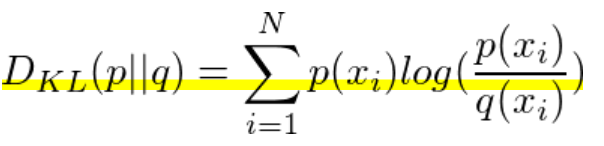 D_{KL}(p||q) = \sum_{i=1}^{N} p(x_i)log(\frac{p(x_i)}{q(x_i)})